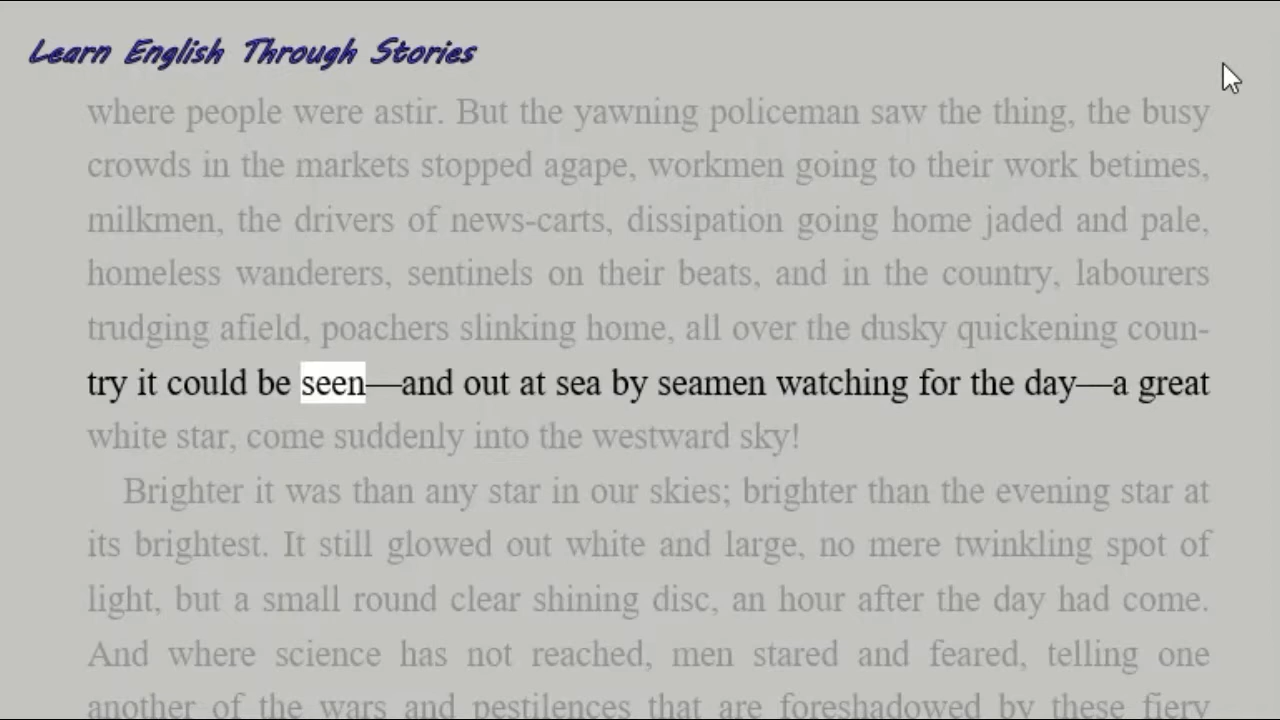 Learn English Through Stories
where people were astir. But the yawning policeman saw the thing, the busy
crowds in the markets stopped agape, workmen going to their work betimes,
milkmen, the drivers of news-carts, dissipation going home jaded and pale,
homeless wanderers, sentinels on their beats, and in the country, labourers
trudging afield, poachers slinking home, all over the dusky quickening coun-
try it could be seen—and out at sea by seamen watching for the day—a great
white star, come suddenly into the westward sky!
Brighter it was than any star in our skies; brighter than the evening star at
its brightest. It still glowed out white and large, no mere twinkling spot of
light, but a small round clear shining disc, an hour after the day had come.
And where science has not reached, men stared and feared, telling one
another of the wars and pestilences that are foreshadowed by these fiery